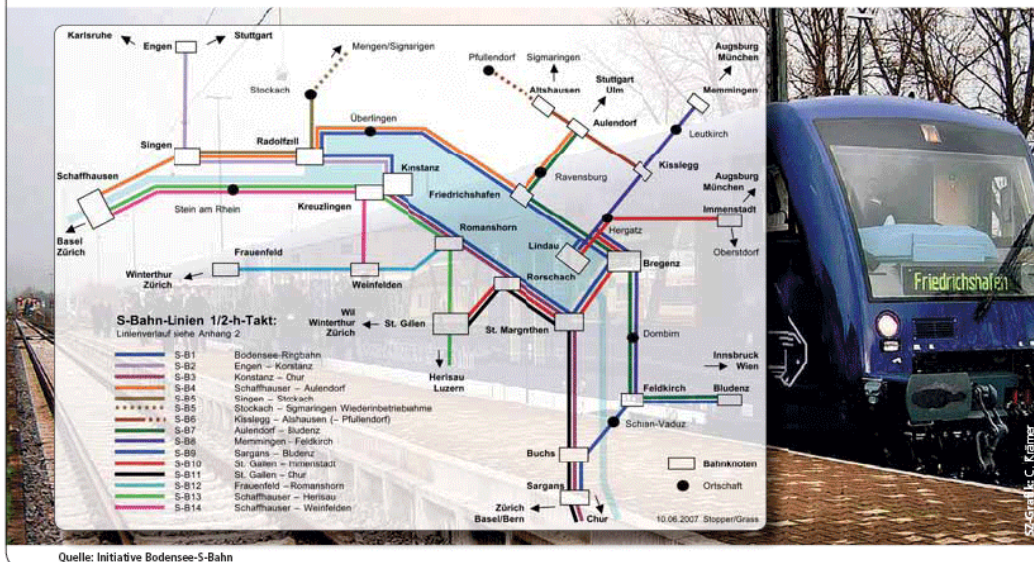 Karlsruhe
Engen
Stuttgart
Mengen/Signarigen
Stockach
Überlingen
Singen
Radolfzell
Schaffhausen
Konstanz
Stein am Rhein
Kreuzlingen
Basel
Zürich
Frauenfeld
Winterthur
Zürich
Weinfelden
Romanshorn
Friedrichshafen
Ravensburg
Pfullendorf
Sigmaringen
Altshausen
Stuttgart
Ulm
Aulendorf
Augsburg
München
Memmingen
Leutkirch
Kisslegg
Augsburg
München
Immenstadt
Hergatz
Oberstdorf
Lindau
Rorschach
Bregenz
Wil
Winterthur
Zürich
St. Gllen
St. Margnthen
Herisau
Luzern
Dombirn
Innsbruck
Wien
Feldkirch
Bludenz
Schaan-Vaduz
Buchs
Sargans
Zürich
Basel/Bern
Chur
S-Bahn-Linien 1/2-h-Takt:
Linienverlauf siehe Anhang 2
S-B1 Bodensee-Ringbahn
S-B2 Engen – Konstanz
S-B3 Konstanz – Chur
S-B4 Schaffhauser – Aulendorf
S-B5 Singen – Stockach
S-B5 Stockach – Sgmaringen Wiederinbetriebahme
S-B6 Kisslegg – Alshausen (– Pfullendorf)
S-B7 Aulendorf – Bludenz
S-B8 Memmingen – Feldkirch
S-B9 Sargans – Bludenz
S-B10 St. Gallen – Immenstadt
S-B11 St. Gallen – Chur
S-B12 Frauenfeld – Romanshorn
S-B13 Schaffhauser – Herisau
S-B14 Schaffhauser – Weinfelden
Bahnknoten
Ortschaft
10.06.2007 Stopper/Grass
Friedrichshafen
SZ-Grafik: C. Krämer
Quelle: Initiative Bodensee-S-Bahn